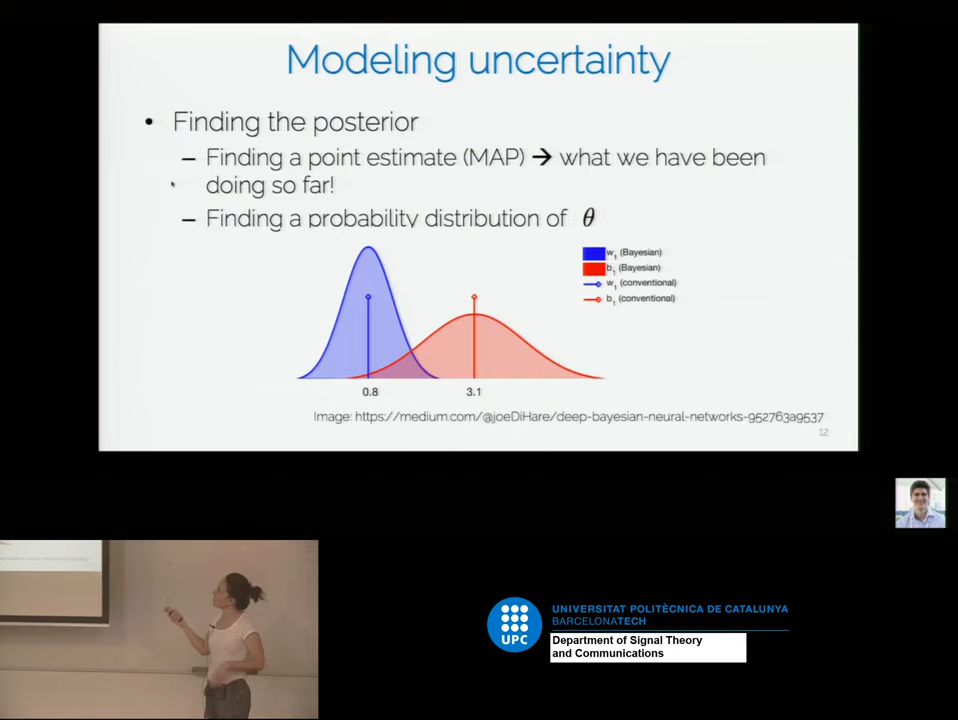 Modeling uncertainty
• Finding the posterior
– Finding a point estimate (MAP) → what we have been
doing so far!
– Finding a probability distribution of θ
w₁ (Bayesian)
b₁ (Bayesian)
w₁ (conventional)
b₁ (conventional)
0.8
3.1
Image: https://medium.com/@joeDiHare/deep-bayesian-neural-networks-952763a9537
12
UPC
UNIVERSITAT POLITÈCNICA DE CATALUNYA
BARCELONATECH
Department of Signal Theory
and Communications